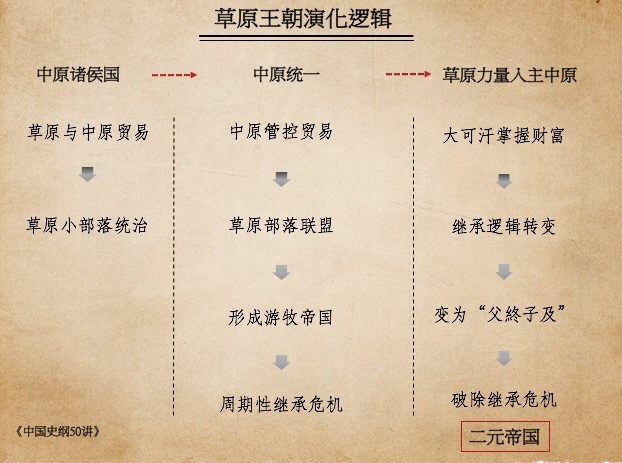 草原王朝演化逻辑
中原诸侯国
中原统一
草原力量入主中原
草原与中原贸易
草原小部落统治
中原管控贸易
草原部落联盟
形成游牧帝国
周期性继承危机
大可汗掌握财富
继承逻辑转变
变为“父終子及”
破除继承危机
二元帝国
《中国史纲50讲》